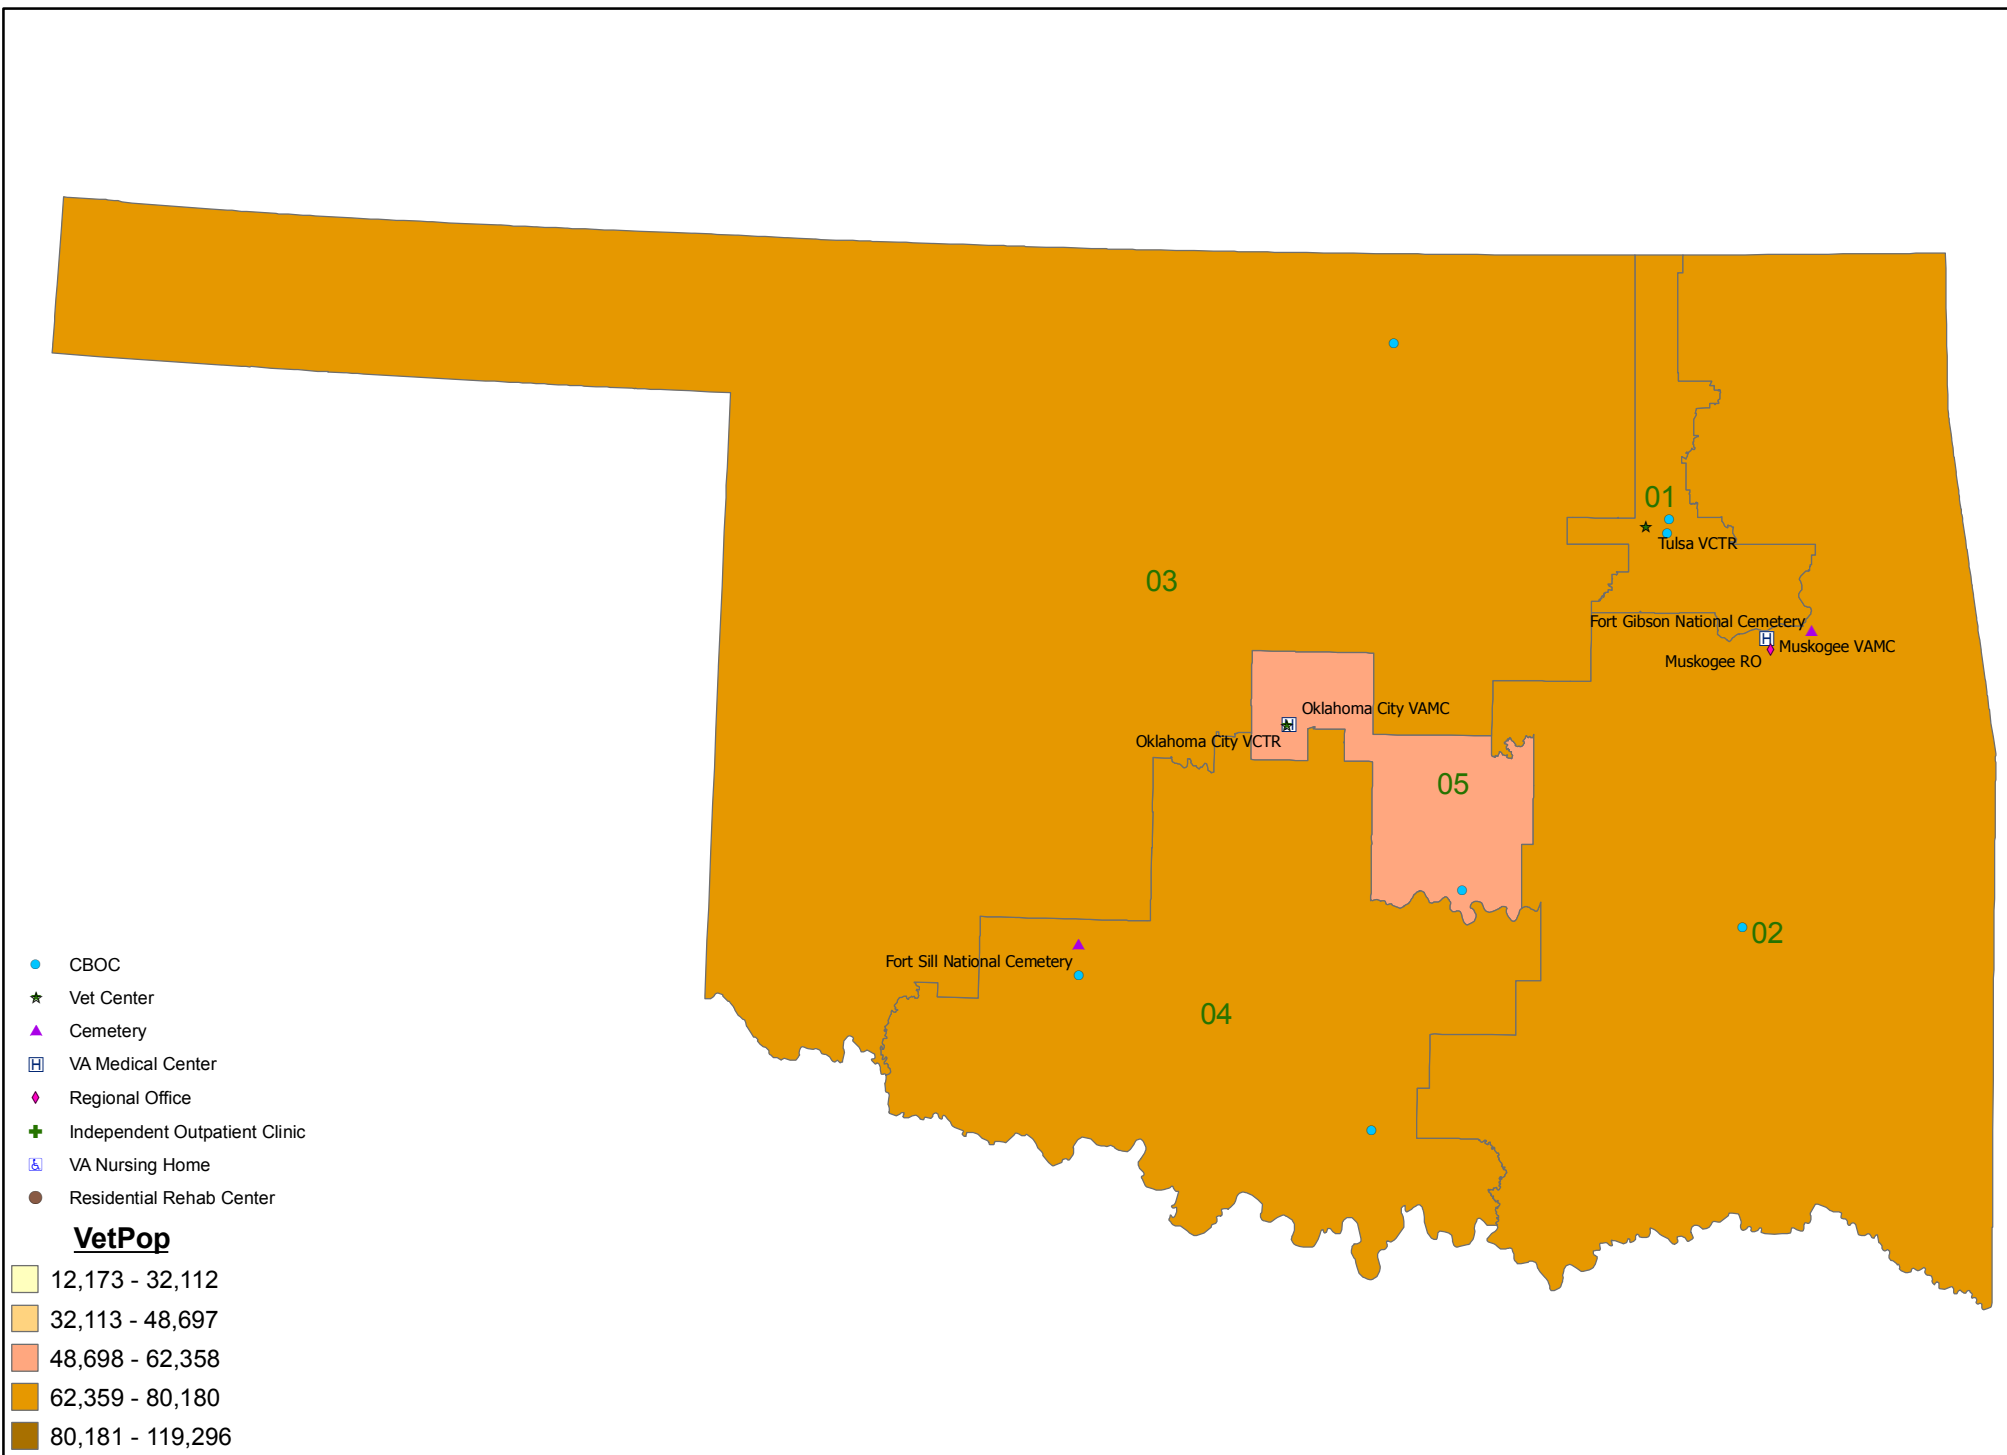 01
Tulsa VCTR
03
Fort Gibson National Cemetery
Muskogee VAMC
Muskogee RO
Oklahoma City VAMC
Oklahoma City VCTR
05
02
Fort Sill National Cemetery
04
CBOC
Vet Center
Cemetery
H VA Medical Center
Regional Office
Independent Outpatient Clinic
VA Nursing Home
Residential Rehab Center
VetPop
12,173 - 32,112
32,113 - 48,697
48,698 - 62,358
62,359 - 80,180
80,181 - 119,296